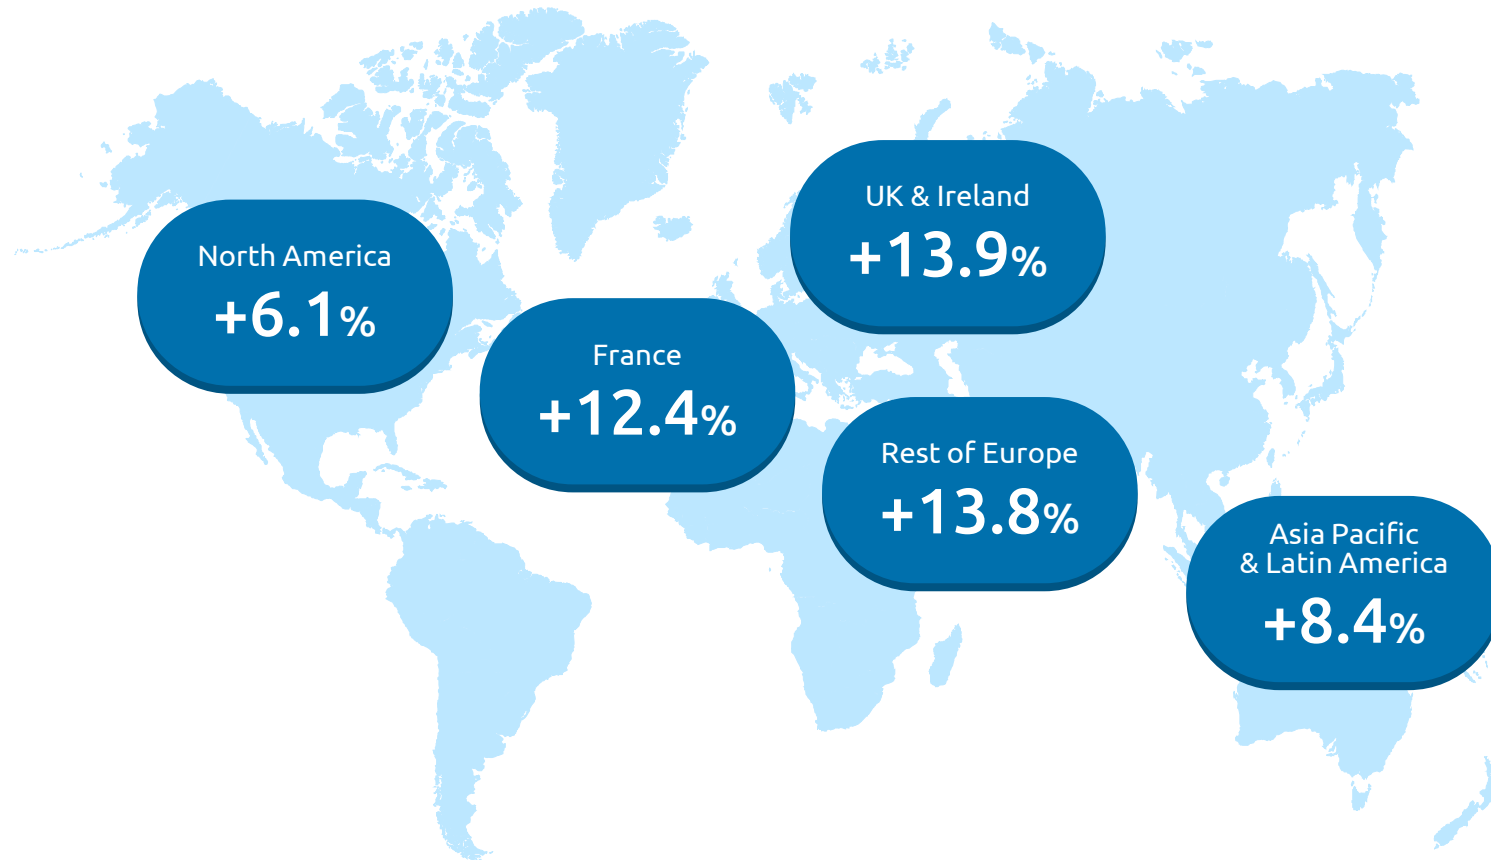 North America
+6.1%
France
+12.4%
UK & Ireland
+13.9%
Rest of Europe
+13.8%
Asia Pacific
& Latin America
+8.4%